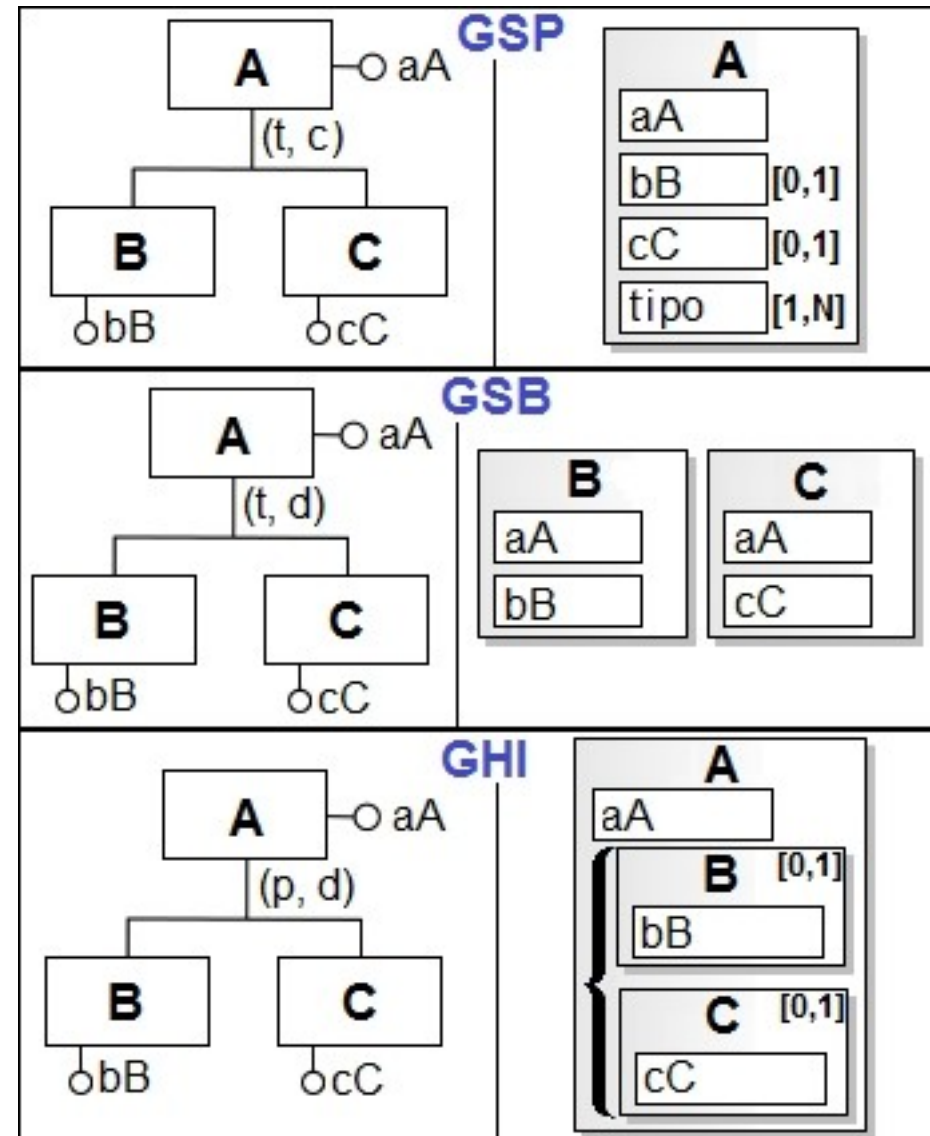 GSP
A
aA
(t, c)
B
C
bB
cC
A
aA
bB [0,1]
cC [0,1]
tipo [1,N]
GSB
A
aA
(t, d)
B
C
bB
cC
B
aA
bB
C
aA
cC
GHI
A
aA
(p, d)
B
C
bB
cC
A
aA
B [0,1]
bB
C [0,1]
cC